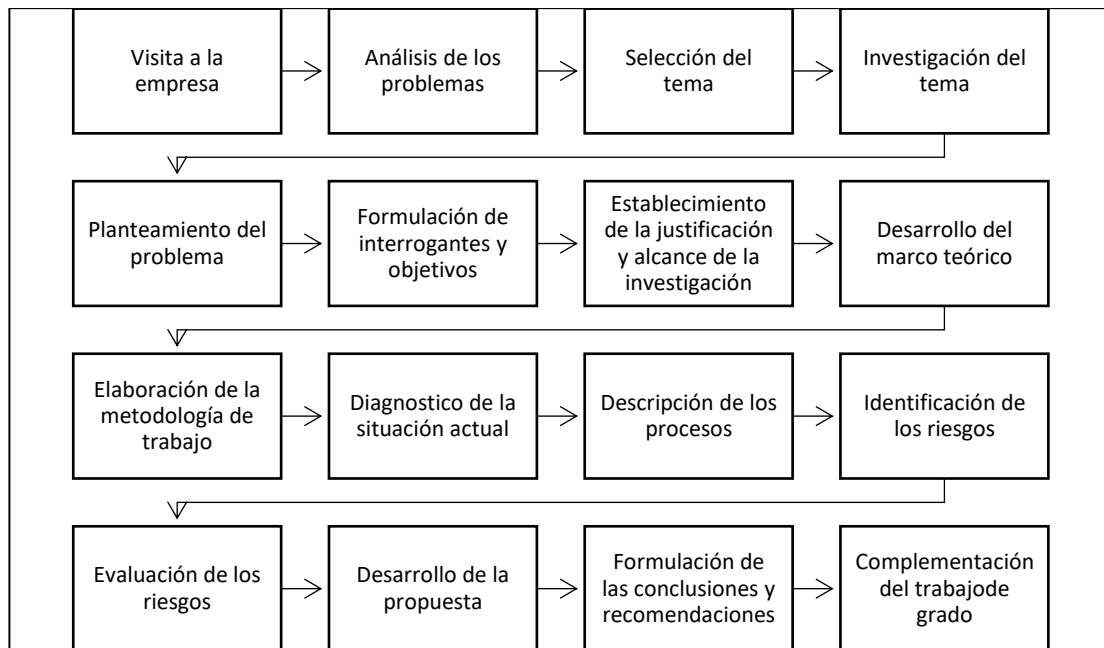 Visita a la
empresa
Análisis de los
problemas
Selección del
tema
Investigación del
tema
Planteamiento del
problema
Formulación de
interrogantes y
objetivos
Establecimiento
de la justificación
y alcance de la
investigación
Desarrollo del
marco teórico
Elaboración de la
metodología de
trabajo
Diagnostico de la
situación actual
Descripción de los
procesos
Identificación de
los riesgos
Evaluación de los
riesgos
Desarrollo de la
propuesta
Formulación de
las conclusiones y
recomendaciones
Complementación
del trabajode
grado